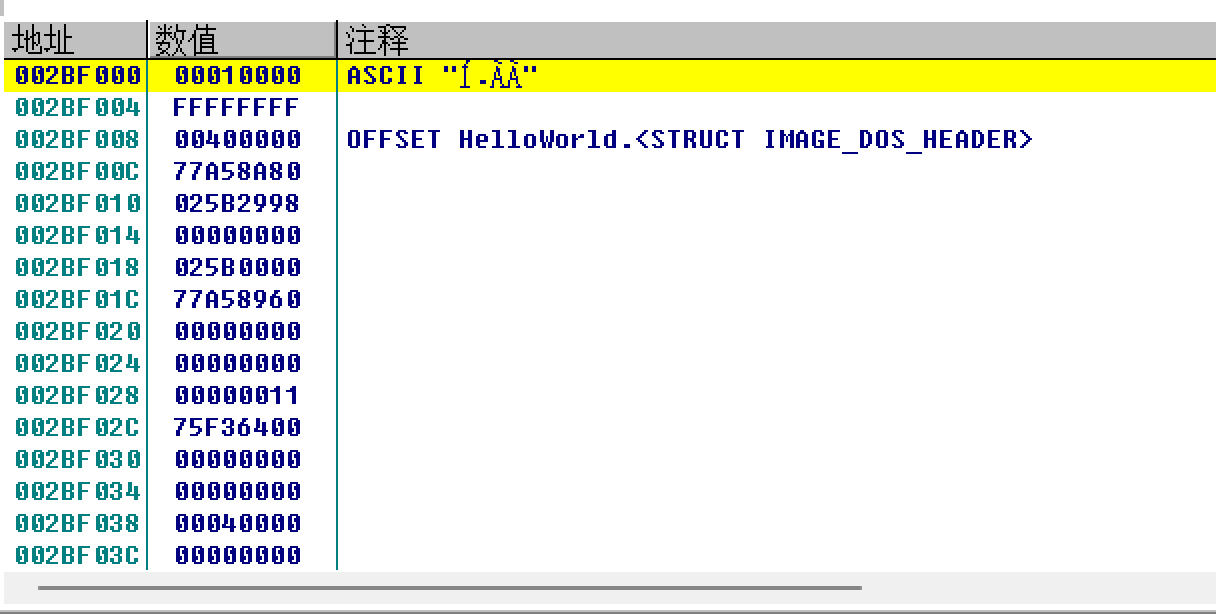 地址 数值 注释
002BF000 00010000 ASCII "Í.ÀÀ"
002BF004 FFFFFFFF
002BF008 00400000 OFFSET HelloWorld.<STRUCT IMAGE_DOS_HEADER>
002BF00C 77A58A80
002BF010 025B2998
002BF014 00000000
002BF018 025B0000
002BF01C 77A58960
002BF020 00000000
002BF024 00000000
002BF028 00000011
002BF02C 75F36400
002BF030 00000000
002BF034 00000000
002BF038 00040000
002BF03C 00000000